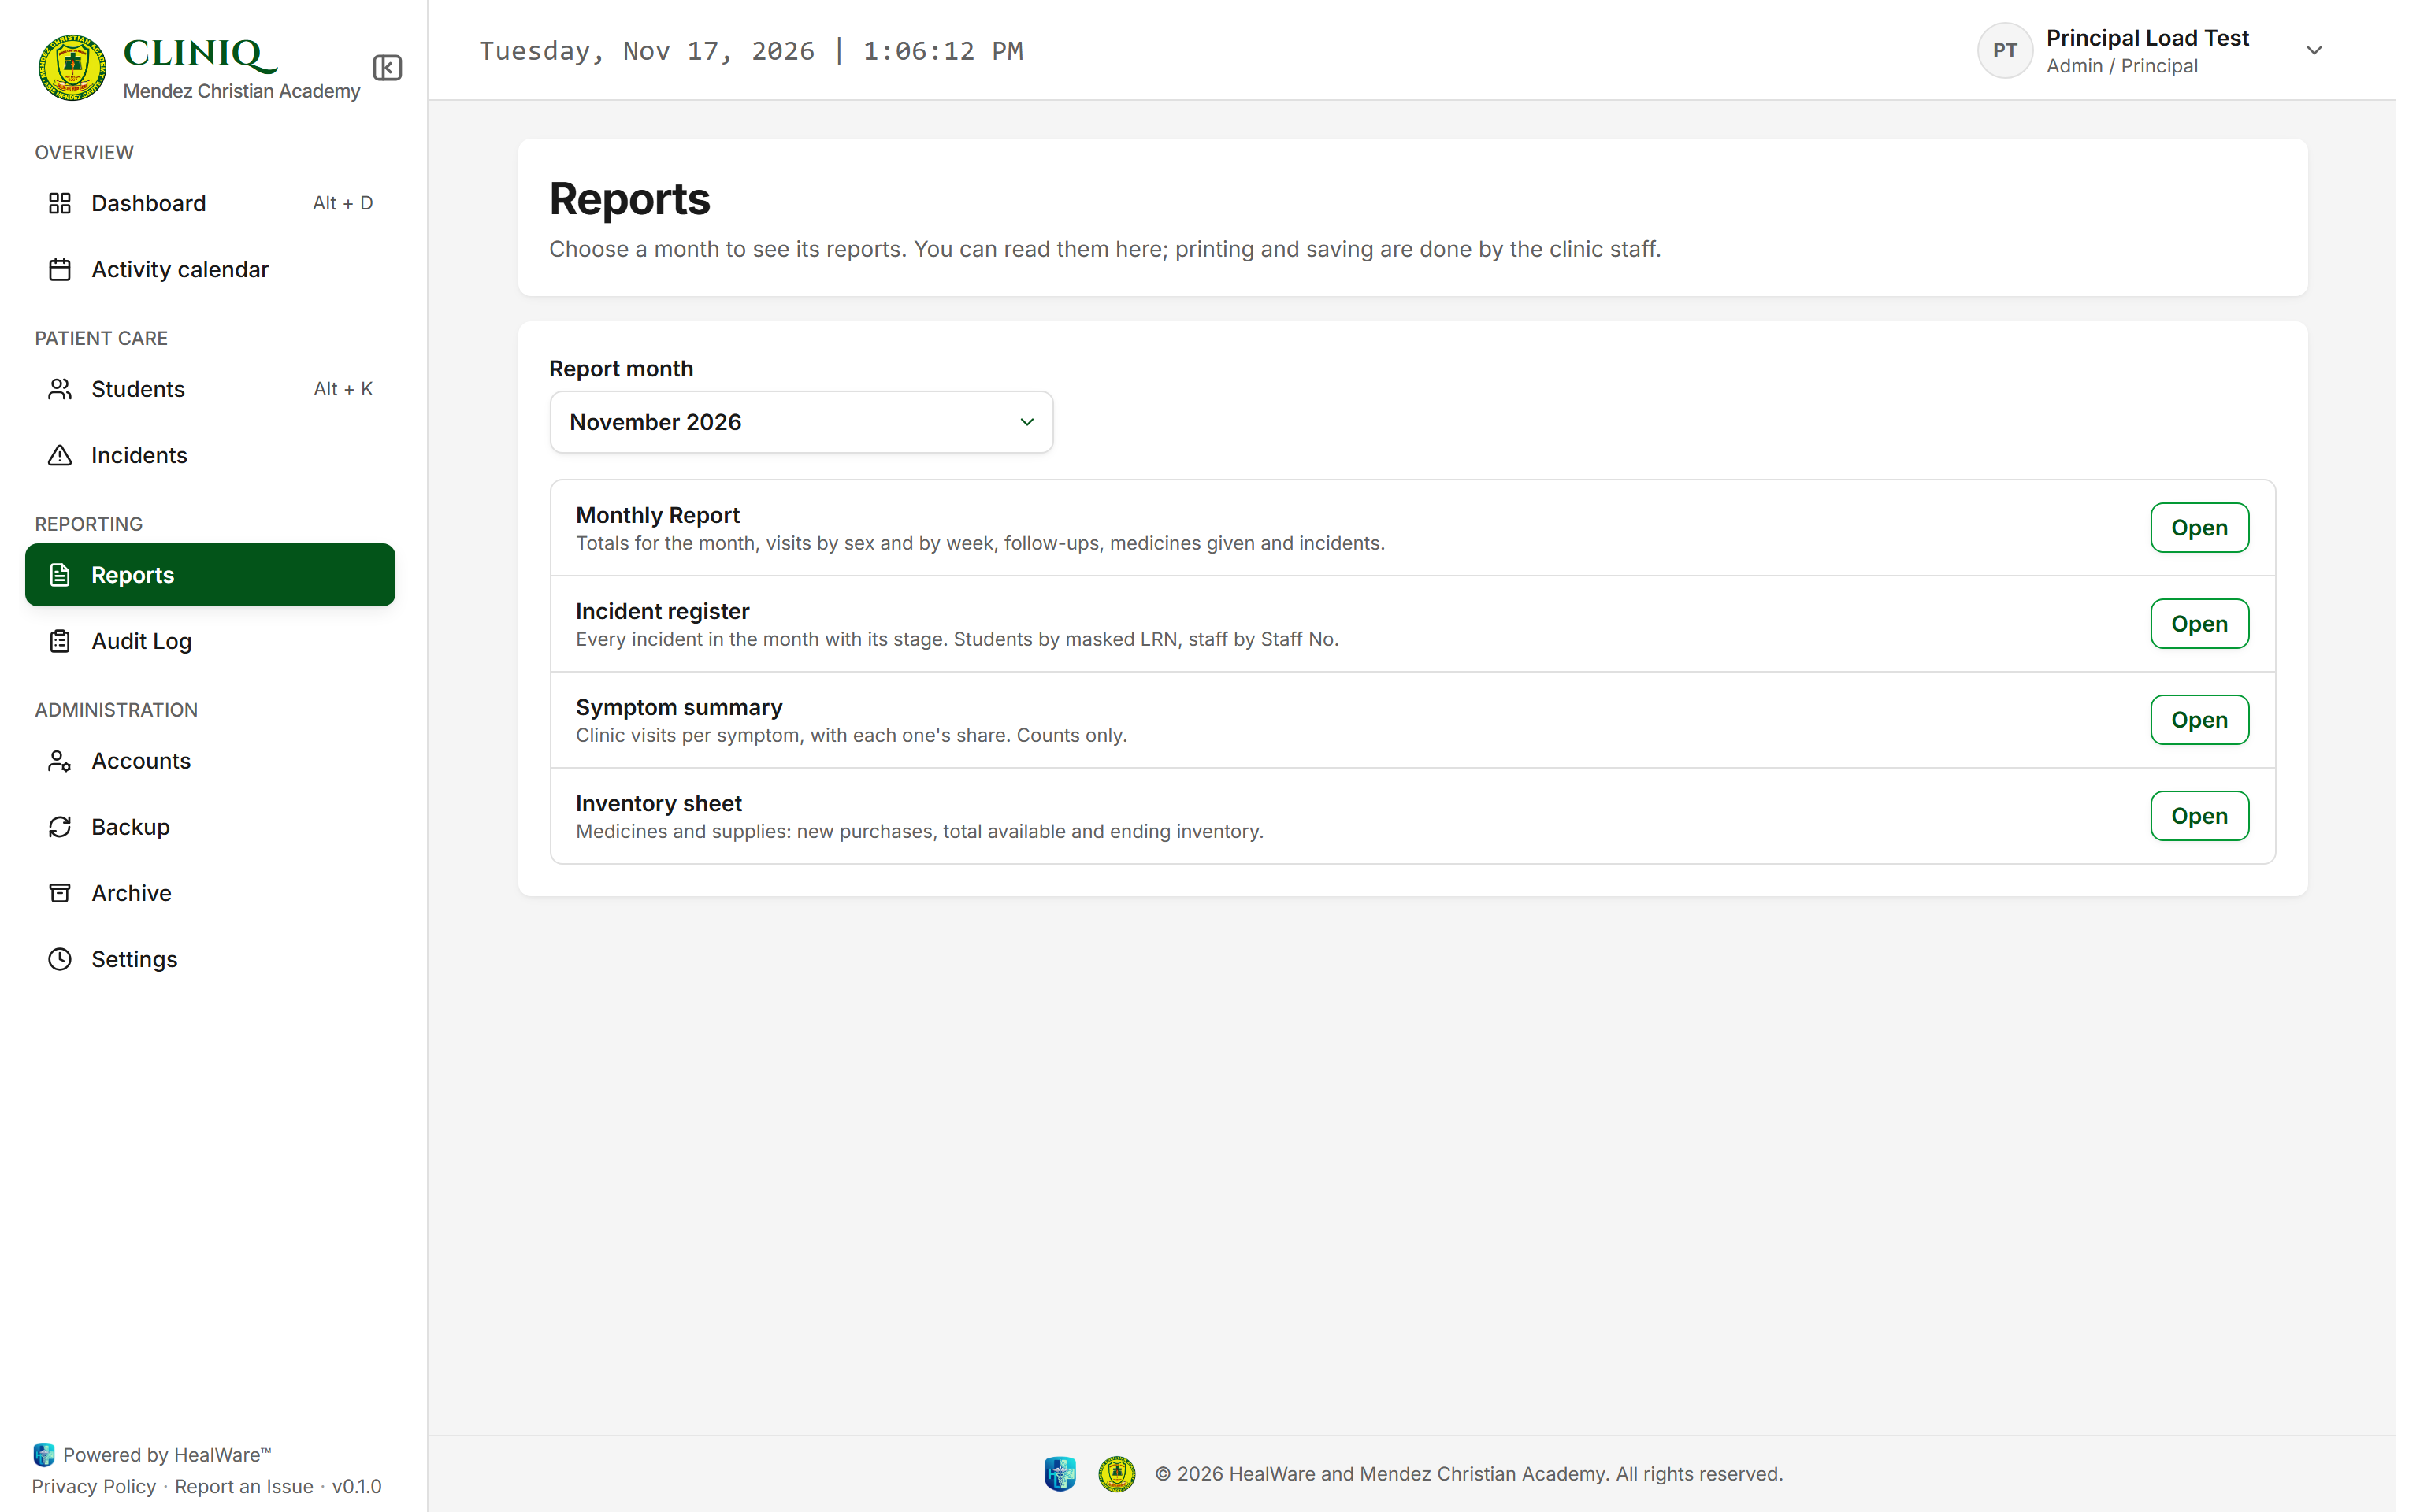 CLINIQ
Mendez Christian Academy
OVERVIEW
Dashboard Alt + D
Activity calendar
PATIENT CARE
Students Alt + K
Incidents
REPORTING
Reports
Audit Log
ADMINISTRATION
Accounts
Backup
Archive
Settings
Powered by HealWare™
Privacy Policy · Report an Issue · v0.1.0
Tuesday, Nov 17, 2026 | 1:06:12 PM
PT
Principal Load Test
Admin / Principal
Reports
Choose a month to see its reports. You can read them here; printing and saving are done by the clinic staff.
Report month
November 2026
Monthly Report
Totals for the month, visits by sex and by week, follow-ups, medicines given and incidents.
Open
Incident register
Every incident in the month with its stage. Students by masked LRN, staff by Staff No.
Open
Symptom summary
Clinic visits per symptom, with each one's share. Counts only.
Open
Inventory sheet
Medicines and supplies: new purchases, total available and ending inventory.
Open
© 2026 HealWare and Mendez Christian Academy. All rights reserved.